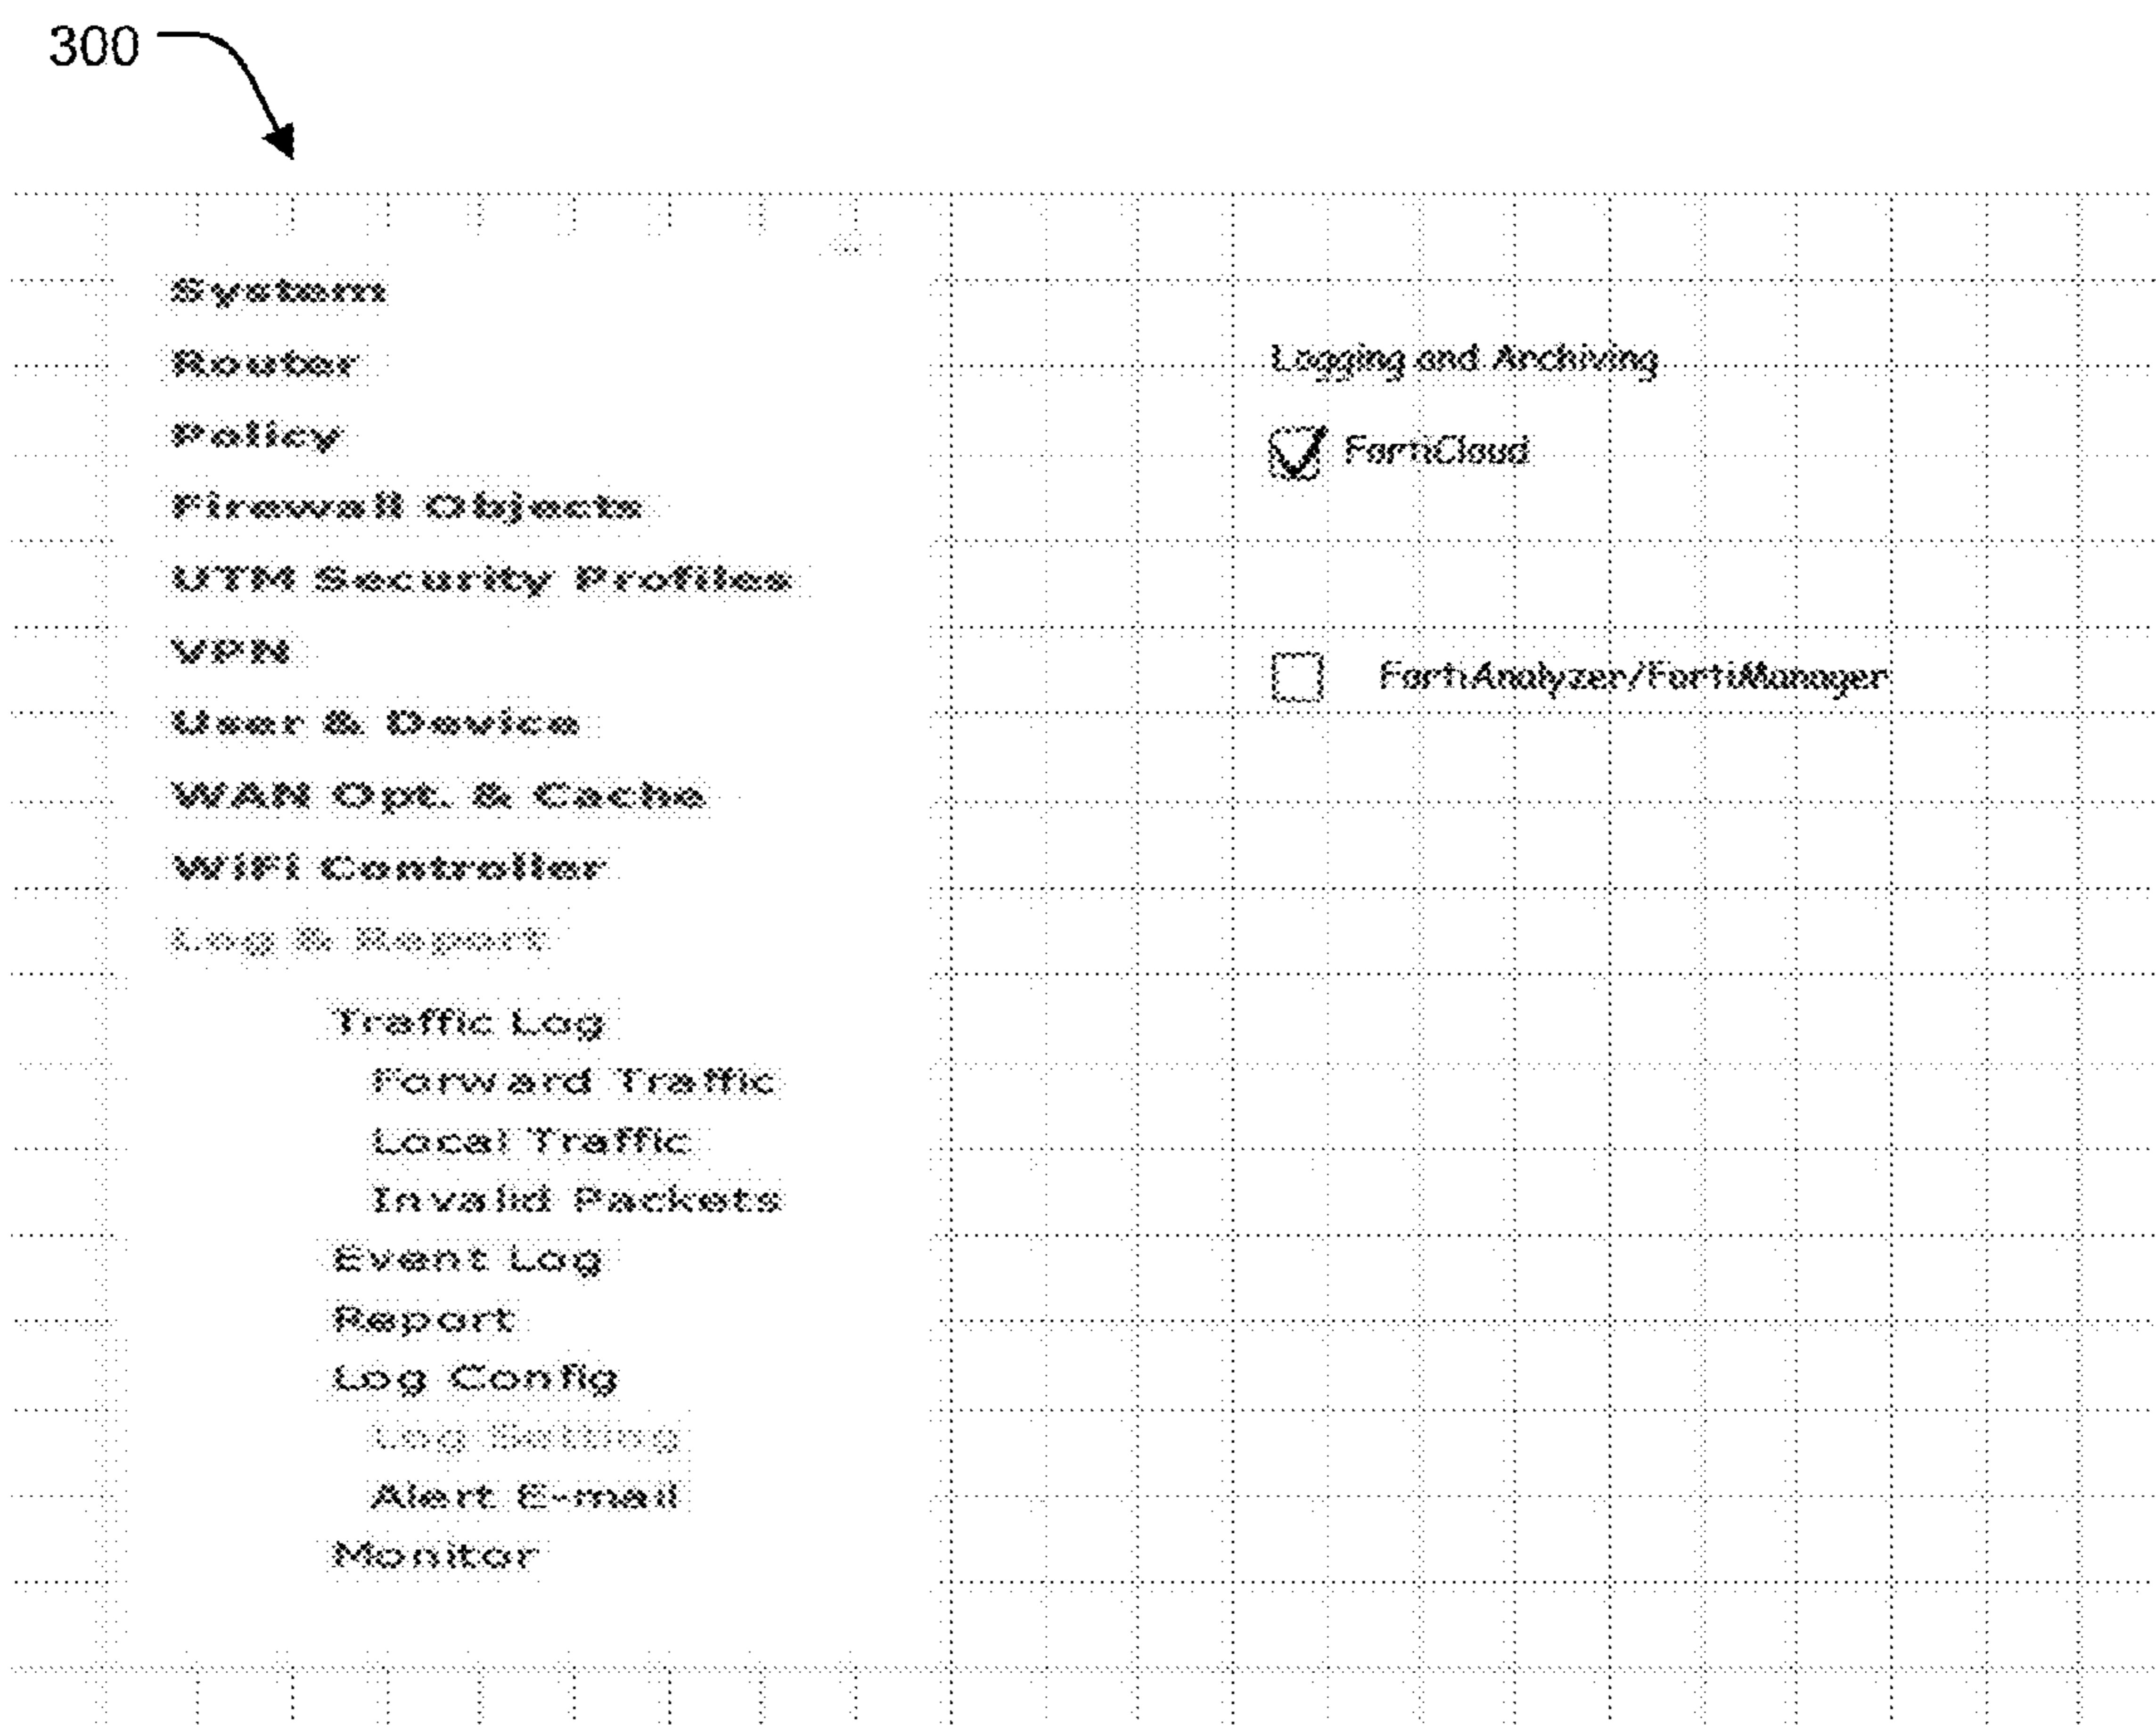 300
System
Router
Policy
Firewall Objects
UTM Security Profiles
VPN
User & Device
WAN Opt. & Cache
WiFi Controller
Log & Report
Traffic Log
Forward Traffic
Local Traffic
Invalid Packets
Event Log
Report
Log Config
Log Setting
Alert E-mail
Monitor
Logging and Archiving
FortiCloud
FortiAnalyzer/FortiManager